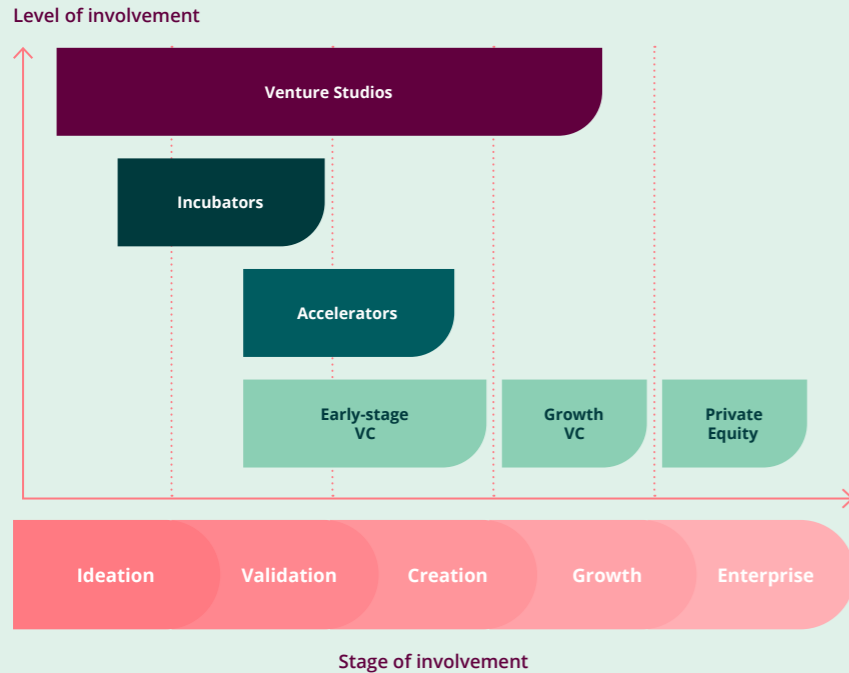 Level of involvement
Venture Studios
Incubators
Accelerators
Early-stage
VC
Growth
VC
Private
Equity
Ideation
Validation
Creation
Growth
Enterprise
Stage of involvement